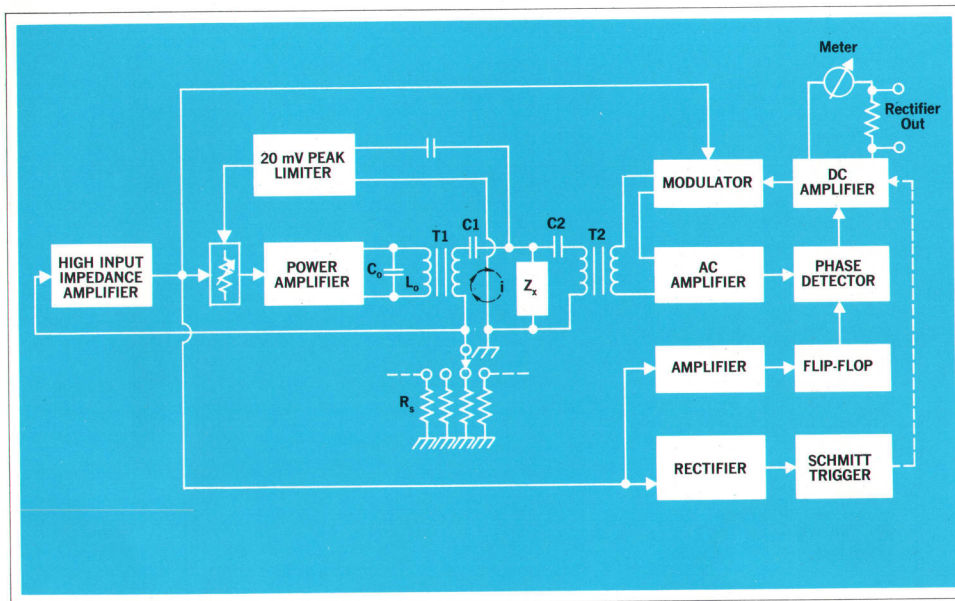 Meter
Rectifier
Out
20 mV PEAK
LIMITER
MODULATOR
DC
AMPLIFIER
HIGH INPUT
IMPEDANCE
AMPLIFIER
POWER
AMPLIFIER
Co
Lo
T1
C1
i
Zx
C2
T2
AC
AMPLIFIER
PHASE
DETECTOR
Rs
AMPLIFIER
FLIP-FLOP
RECTIFIER
SCHMITT
TRIGGER